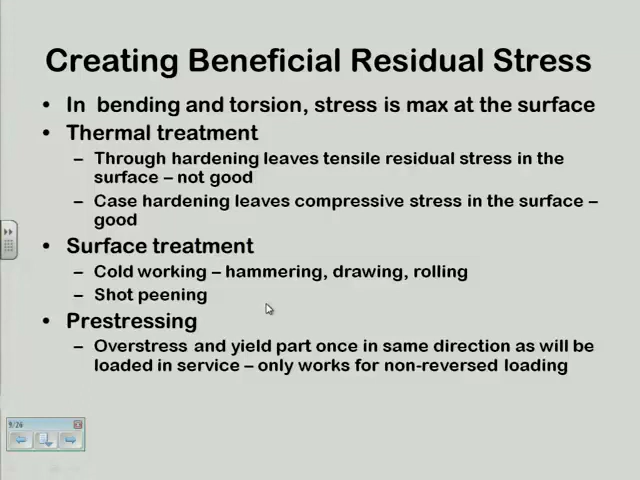 Creating Beneficial Residual Stress
• In bending and torsion, stress is max at the surface
• Thermal treatment
– Through hardening leaves tensile residual stress in the
surface – not good
– Case hardening leaves compressive stress in the surface –
good
• Surface treatment
– Cold working – hammering, drawing, rolling
– Shot peening
• Prestressing
– Overstress and yield part once in same direction as will be
loaded in service – only works for non-reversed loading
9/26